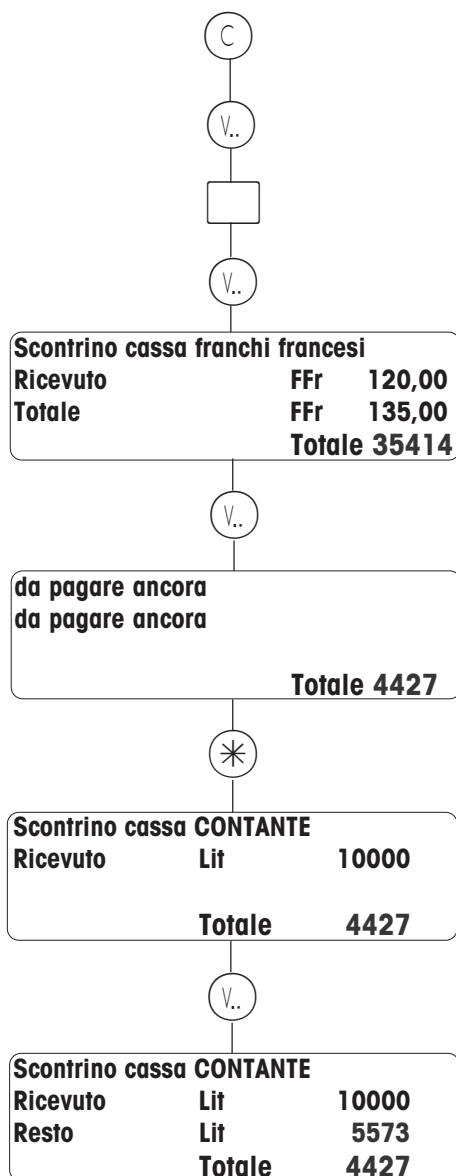 C
V..
V..
Scontrino cassa franchi francesi
Ricevuto FFr 120,00
Totale FFr 135,00
Totale 35414
V..
da pagare ancora
da pagare ancora
Totale 4427
Scontrino cassa CONTANTE
Ricevuto Lit 10000
Totale 4427
V..
Scontrino cassa CONTANTE
Ricevuto Lit 10000
Resto Lit 5573
Totale 4427